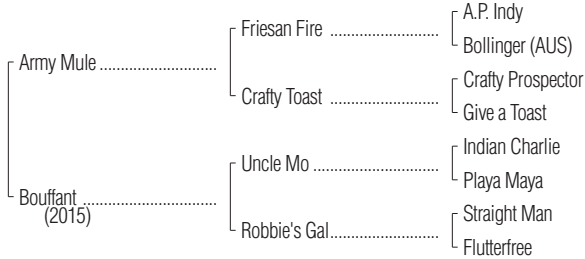 A.P. Indy
Friesan Fire ..........................
Bollinger (AUS)
Army Mule .............................
Crafty Prospector
Crafty Toast ..........................
Give a Toast
Indian Charlie
Uncle Mo ..............................
Playa Maya
Bouffant .................................
(2015)
Straight Man
Robbie's Gal..........................
Flutterfree